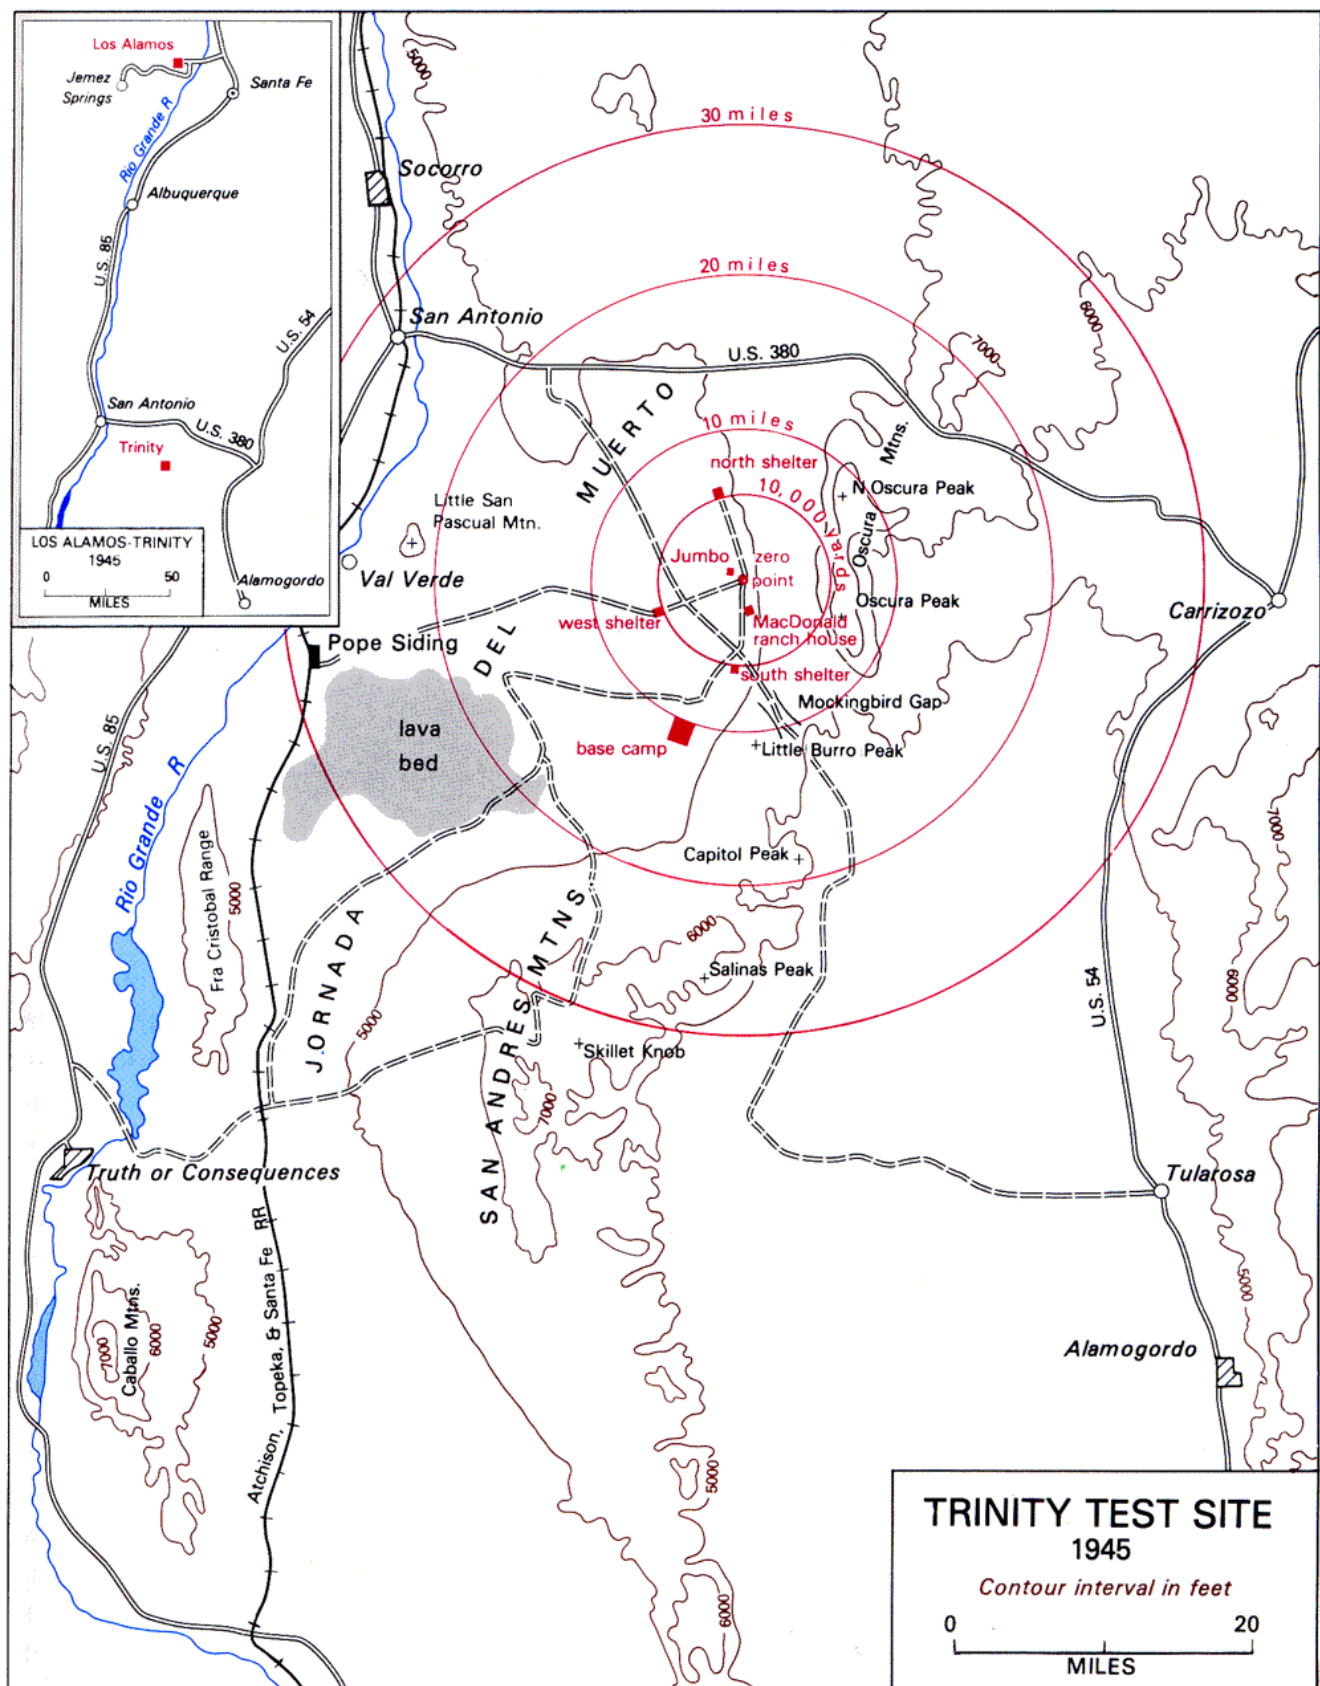 Los Alamos
Jemez
Springs
Santa Fe
Rio Grande R
Albuquerque
U.S. 85
U.S. 54
San Antonio
U.S. 380
Trinity
LOS ALAMOS-TRINITY
1945
0 50
MILES
Alamogordo
5000
30 miles
Socorro
20 miles
6000
San Antonio
U.S. 380
7000
MUERTO
10 miles
Mtns.
north shelter
10,000 yards
N Oscura Peak
Little San
Pascual Mtn.
Oscura
Jumbo
zero
point
Val Verde
Oscura Peak
Carrizozo
west shelter
MacDonald
ranch house
DEL
Pope Siding
south shelter
Mockingbird Gap
lava
bed
base camp
Little Burro Peak
U.S. 85
Rio Grande R
Fra Cristobal Range
5000
7000
Capitol Peak
JORNADA
SAN ANDRES MTNS
6000
Salinas Peak
6000
U.S. 54
5000
Skillet Knob
7000
Truth or Consequences
Tularosa
Atchison, Topeka, & Santa Fe RR
5000
Caballo Mtns.
7000
6000
5000
Alamogordo
5000
6000
TRINITY TEST SITE
1945
Contour interval in feet
0 20
MILES